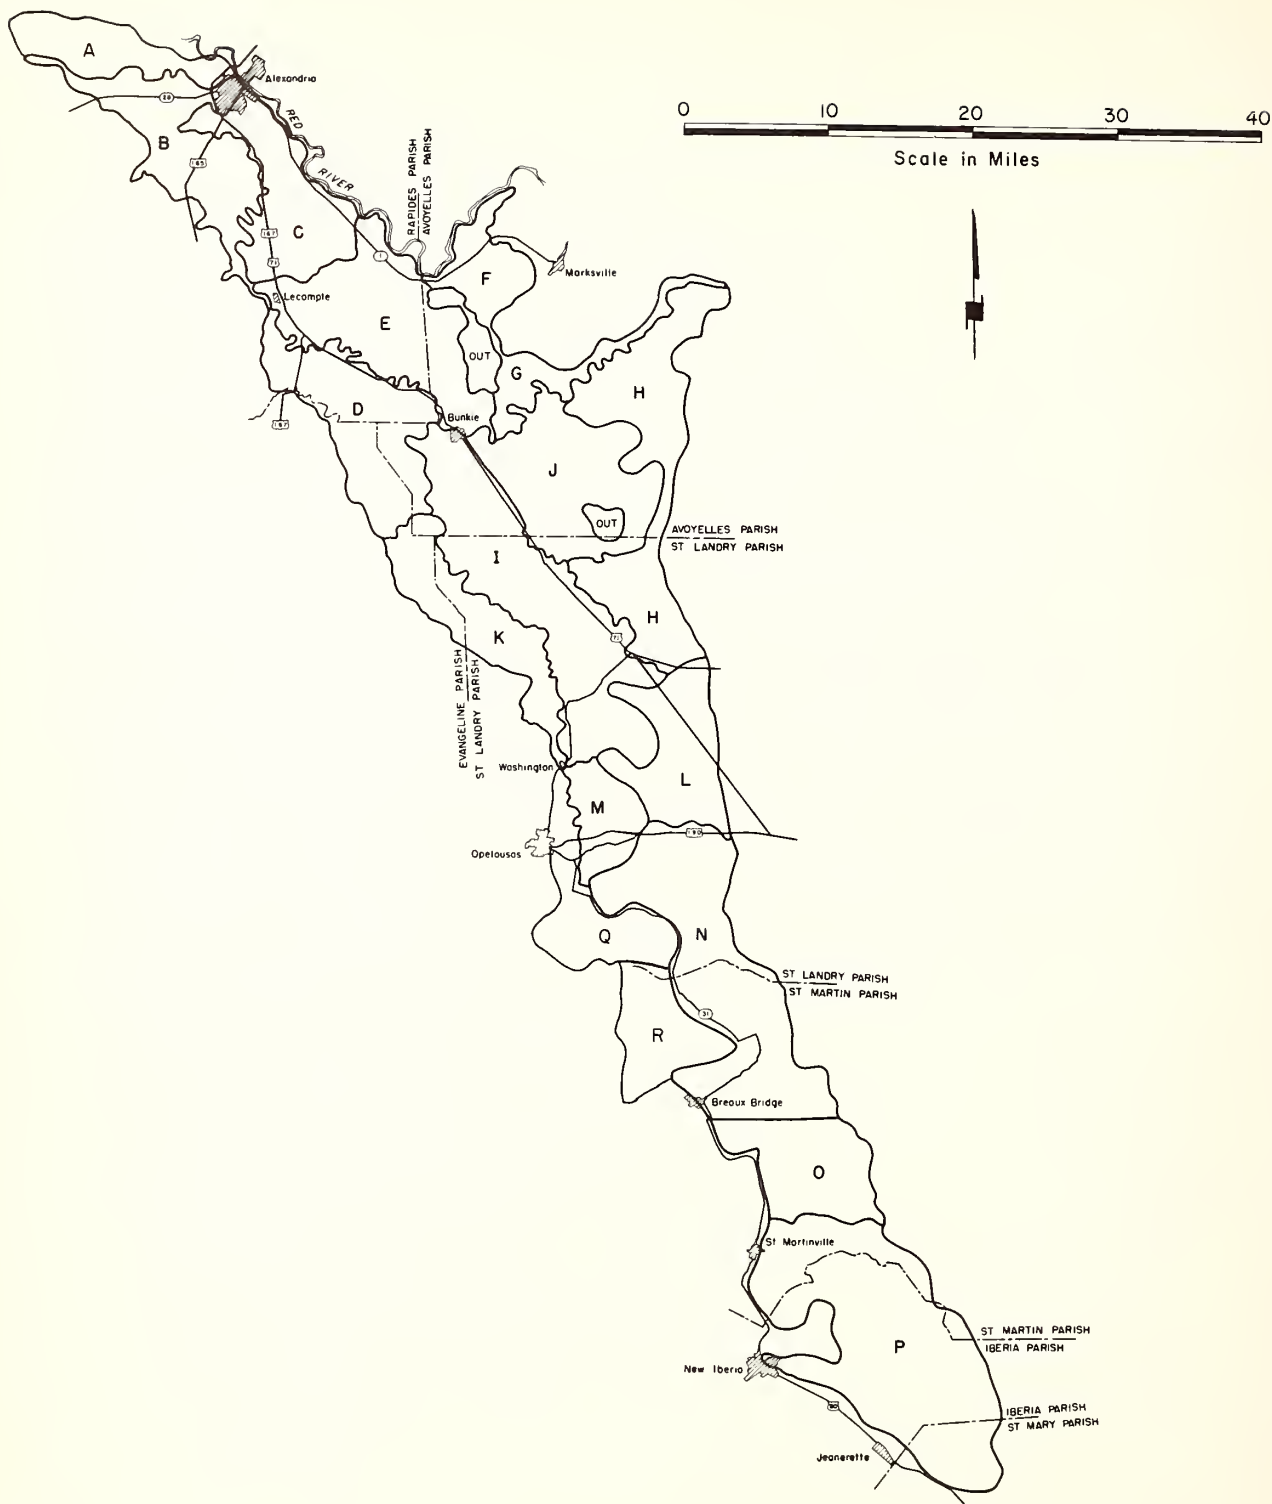 A
Alexandria
28
RED
RIVER
B
165
RAPIDES PARISH
AVOYELLES PARISH
0 10 20 30 40
Scale in Miles
C
167
71
1
F
Marksville
Lecompte
E
OUT
G
H
D
167
Bunkie
J
OUT
AVOYELLES PARISH
ST LANDRY PARISH
I
H
K
71
EVANGELINE PARISH
ST LANDRY PARISH
Washington
L
M
190
Opelousas
Q
N
ST LANDRY PARISH
ST MARTIN PARISH
31
R
Breaux Bridge
O
St Martinville
ST MARTIN PARISH
IBERIA PARISH
P
New Iberia
90
IBERIA PARISH
ST MARY PARISH
Jeanerette